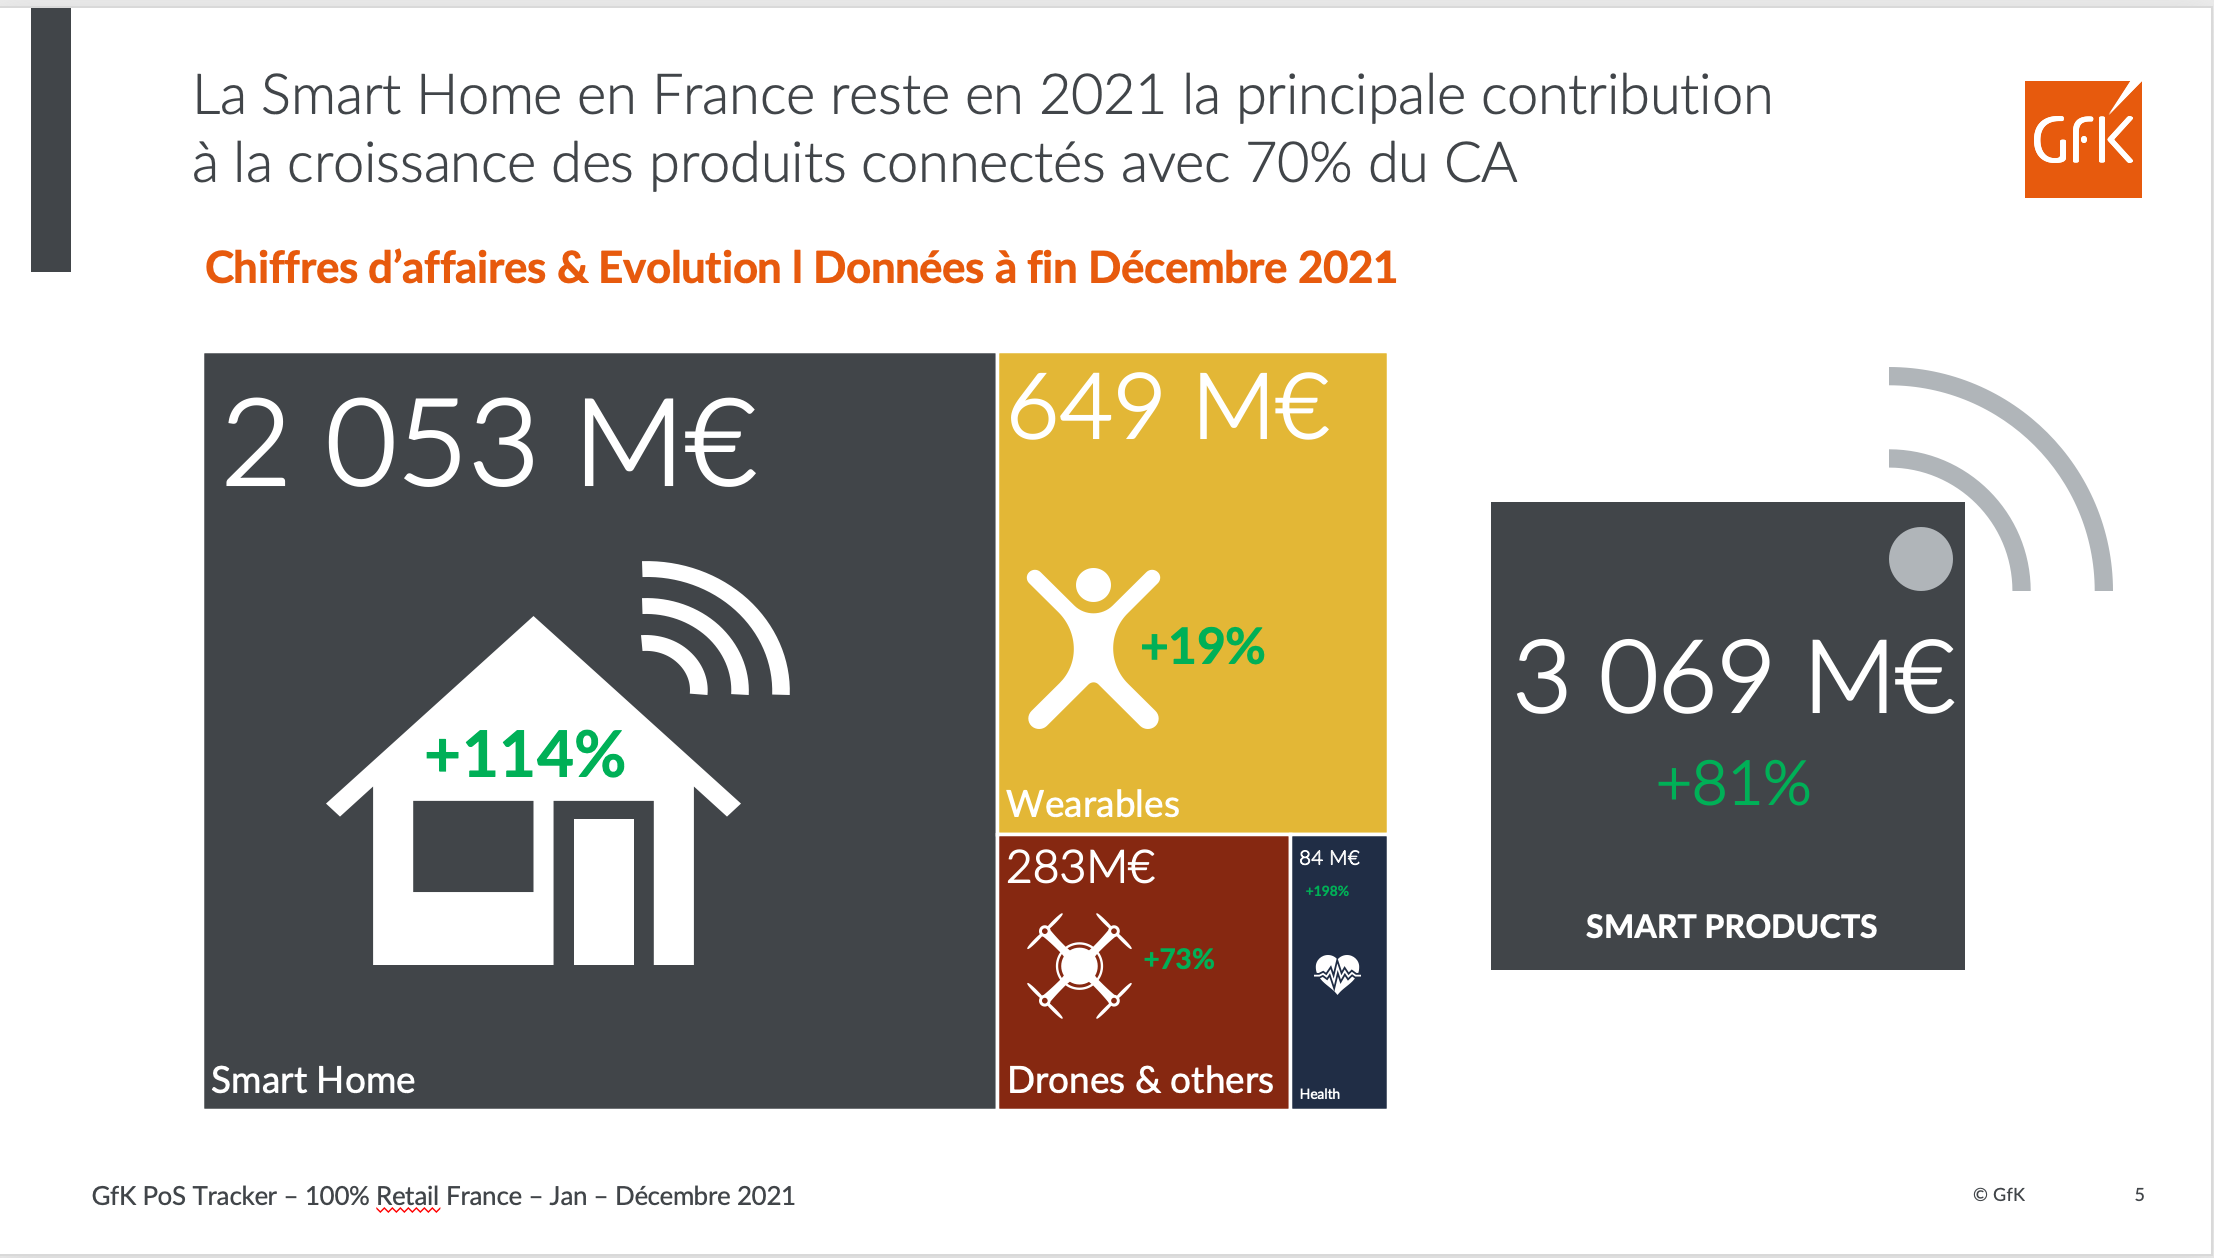 La Smart Home en France reste en 2021 la principale contribution
à la croissance des produits connectés avec 70% du CA
GfK
Chiffres d’affaires & Evolution l Données à fin Décembre 2021
2 053 M€
+114%
Smart Home
649 M€
+19%
Wearables
283M€
+73%
Drones & others
84 M€
+198%
Health
3 069 M€
+81%
SMART PRODUCTS
GfK PoS Tracker – 100% Retail France – Jan – Décembre 2021
© GfK
5